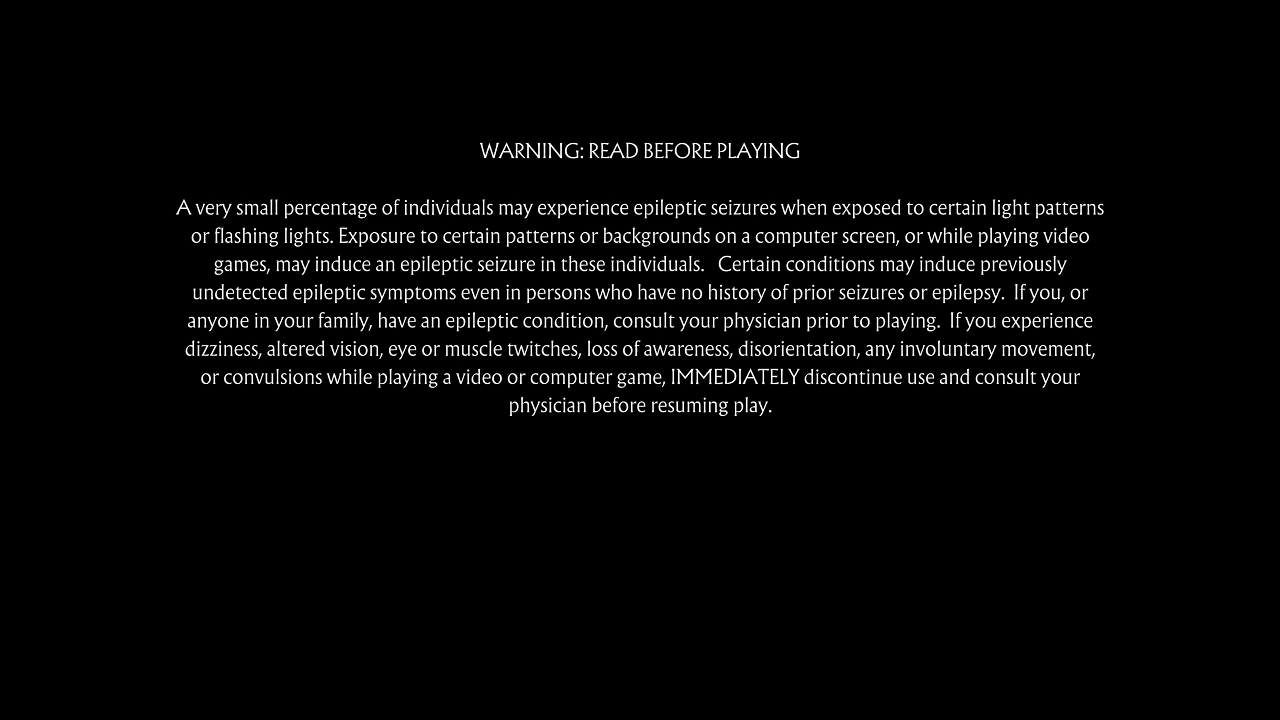 WARNING: READ BEFORE PLAYING
A very small percentage of individuals may experience epileptic seizures when exposed to certain light patterns
or flashing lights. Exposure to certain patterns or backgrounds on a computer screen, or while playing video
games, may induce an epileptic seizure in these individuals.   Certain conditions may induce previously
undetected epileptic symptoms even in persons who have no history of prior seizures or epilepsy.  If you, or
anyone in your family, have an epileptic condition, consult your physician prior to playing.  If you experience
dizziness, altered vision, eye or muscle twitches, loss of awareness, disorientation, any involuntary movement,
or convulsions while playing a video or computer game, IMMEDIATELY discontinue use and consult your
physician before resuming play.